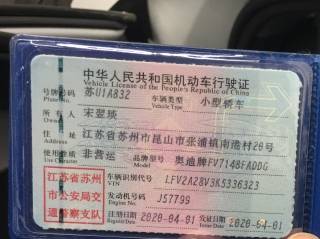 中华人民共和国机动车行驶证
Vehicle License of the People's Republic of China
号牌号码 苏U1A832 车辆类型 小型轿车
Plate No. Vehicle Type
所有人 宋翌琰
Owner
住址 江苏省苏州市昆山市张浦镇南港村20号
Address
使用性质 非营运 品牌型号 奥迪牌FV7148FADDG
Use Character Model
江苏省苏州
市公安局交
通警察支队
车辆识别代号 LFV2A28V3K5336323
VIN
发动机号码 J57799
Engine No.
注册日期 2020-04-01 发证日期 2020-04-01
Register Date Issue Date